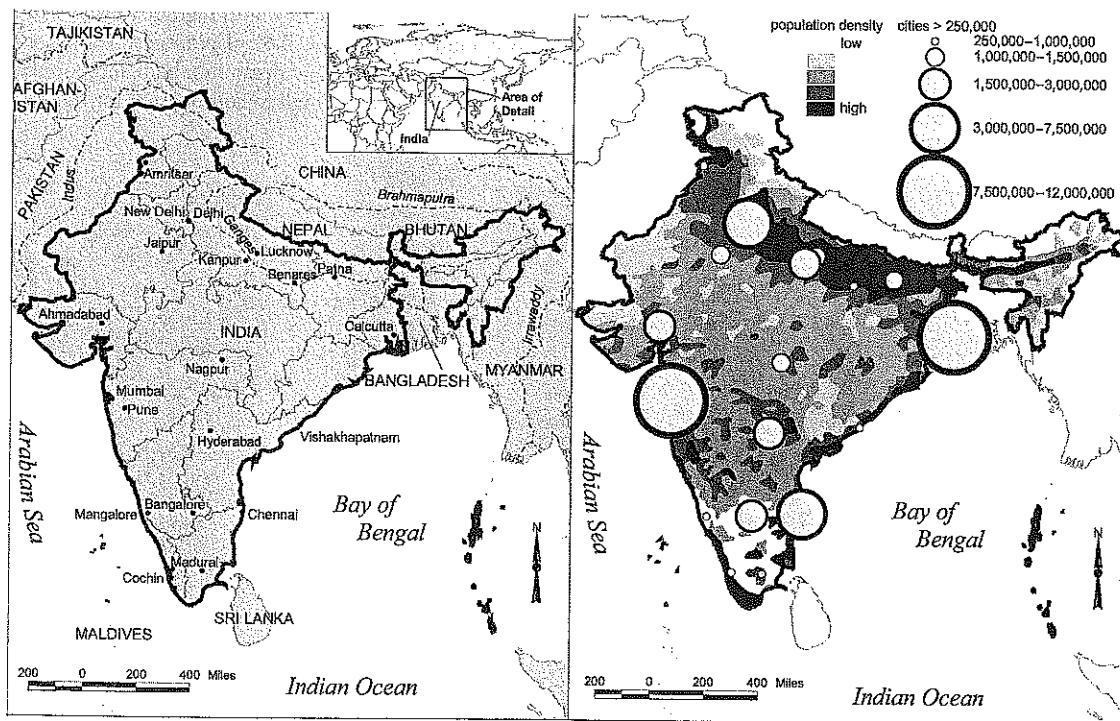 TAJIKISTAN
AFGHAN-
ISTAN
PAKISTAN
Indus
Amritsar
CHINA
Brahmaputra
New Delhi
Delhi
NEPAL
BHUTAN
Jaipur
Ganges
Lucknow
Kanpur
Benares
Patna
Ahmadabad
INDIA
Calcutta
Irrawaddy
Nagpur
BANGLADESH
MYANMAR
Mumbai
Pune
Hyderabad
Vishakhapatnam
Arabian Sea
Bay of
Bengal
Mangalore
Bangalore
Chennai
N
Madurai
Cochin
SRI LANKA
MALDIVES
200 0 200 400 Miles
Indian Ocean
Area of
Detail
India
population density
low
high
cities > 250,000
250,000–1,000,000
1,000,000–1,500,000
1,500,000–3,000,000
3,000,000–7,500,000
7,500,000–12,000,000
Arabian Sea
Bay of
Bengal
N
200 0 200 400 Miles
Indian Ocean